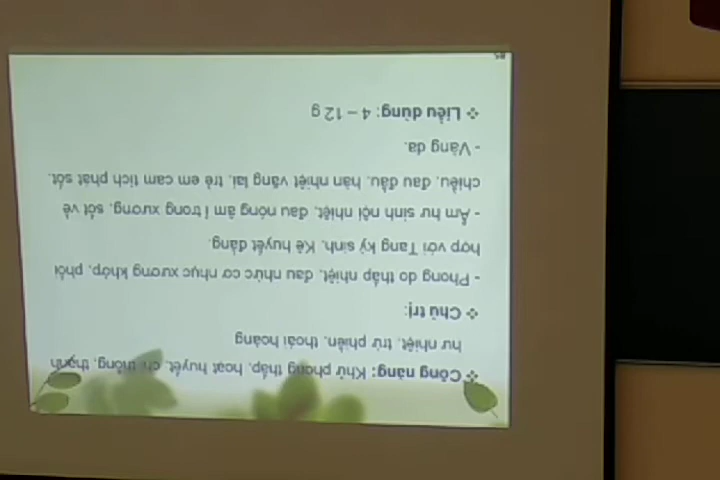 ❖ Công năng: Khử phong thấp, hoạt huyết, chỉ thống, thanh
hư nhiệt, trừ phiền, thoái hoàng
❖ Chủ trị:
- Phong do thấp nhiệt, đau nhức cơ nhục xương khớp, phối
hợp với Tang ký sinh, Kê huyết đằng.
- Âm hư sinh nội nhiệt, đau nóng âm ỉ trong xương, sốt về
chiều, đau đầu, hàn nhiệt vãng lai, trẻ em cam tích phát sốt.
- Vàng da.
❖ Liều dùng: 4 – 12 g